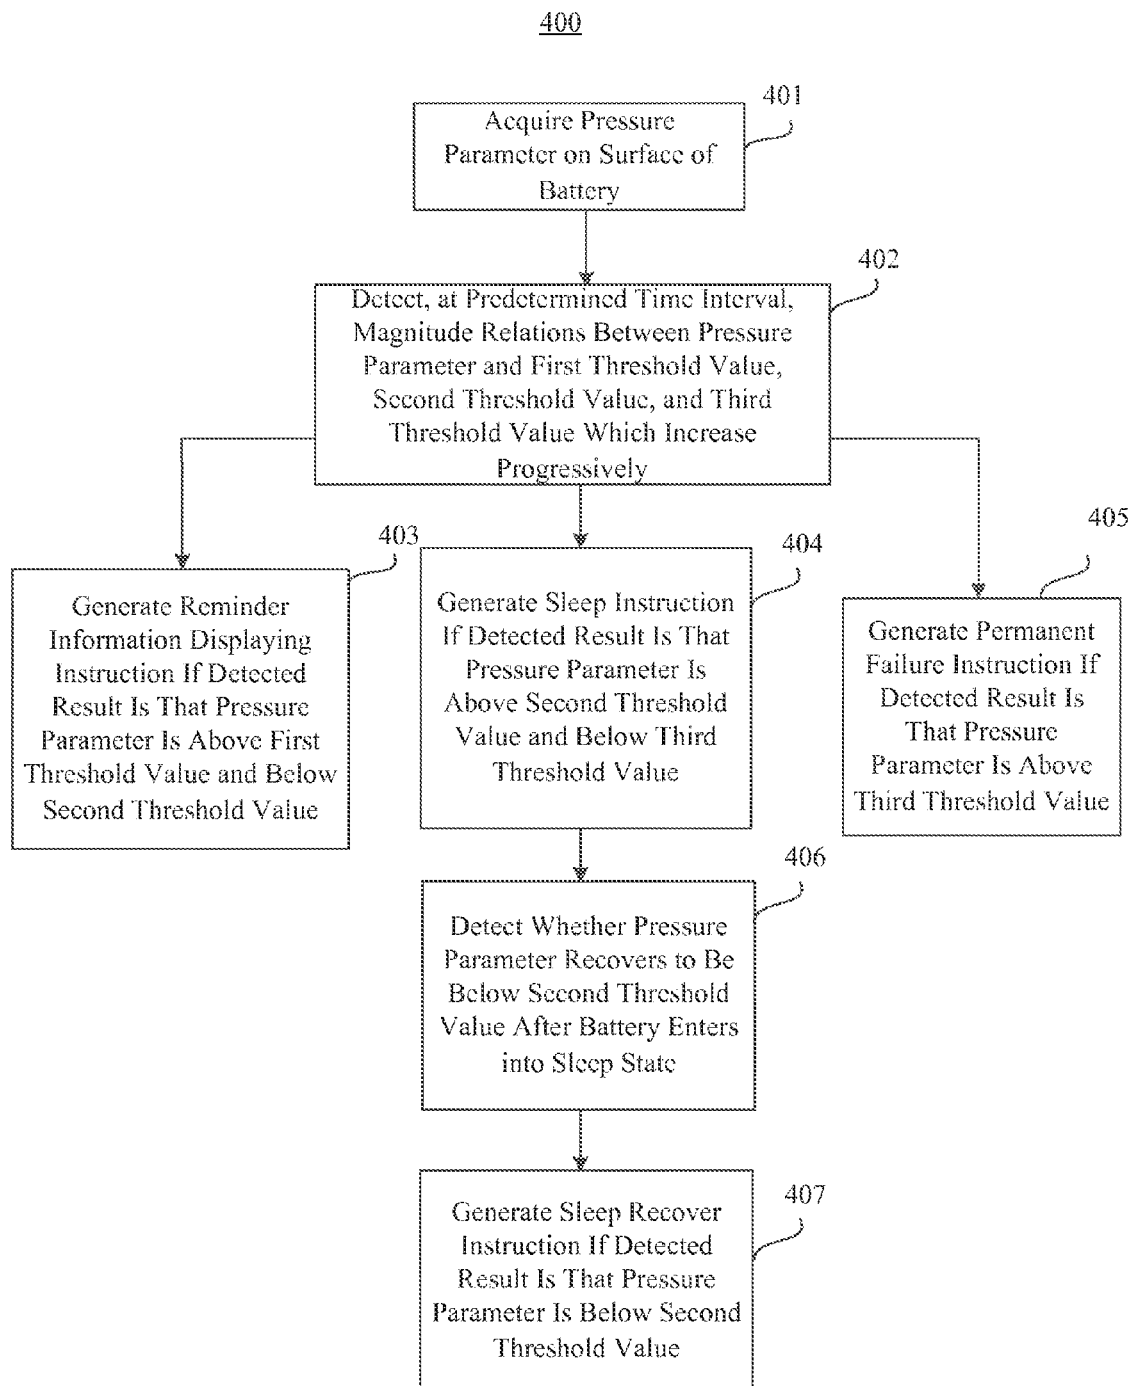 400
401
Acquire Pressure
Parameter on Surface of
Battery
402
Detect, at Predetermined Time Interval,
Magnitude Relations Between Pressure
Parameter and First Threshold Value,
Second Threshold Value, and Third
Threshold Value Which Increase
Progressively
403
Generate Reminder
Information Displaying
Instruction If Detected
Result Is That Pressure
Parameter Is Above First
Threshold Value and Below
Second Threshold Value
404
Generate Sleep Instruction
If Detected Result Is That
Pressure Parameter Is
Above Second Threshold
Value and Below Third
Threshold Value
405
Generate Permanent
Failure Instruction If
Detected Result Is
That Pressure
Parameter Is Above
Third Threshold Value
406
Detect Whether Pressure
Parameter Recovers to Be
Below Second Threshold
Value After Battery Enters
into Sleep State
407
Generate Sleep Recover
Instruction If Detected
Result Is That Pressure
Parameter Is Below Second
Threshold Value